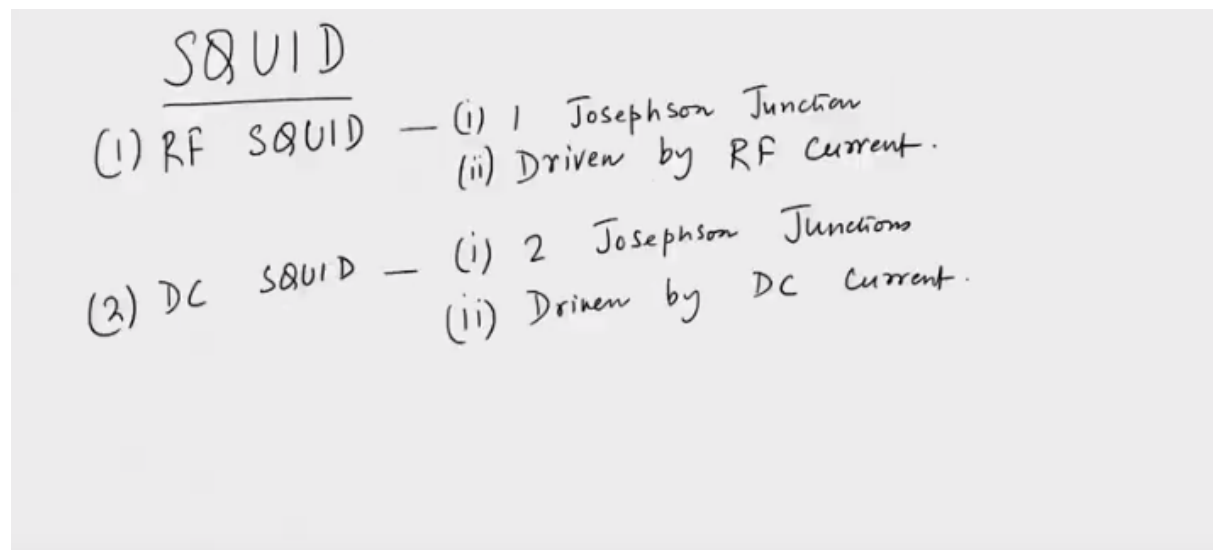 SQUID
(1) RF SQUID — (i) 1 Josephson Junction
(ii) Driven by RF Current.
(2) DC SQUID — (i) 2 Josephson Junctions
(ii) Driven by DC Current.